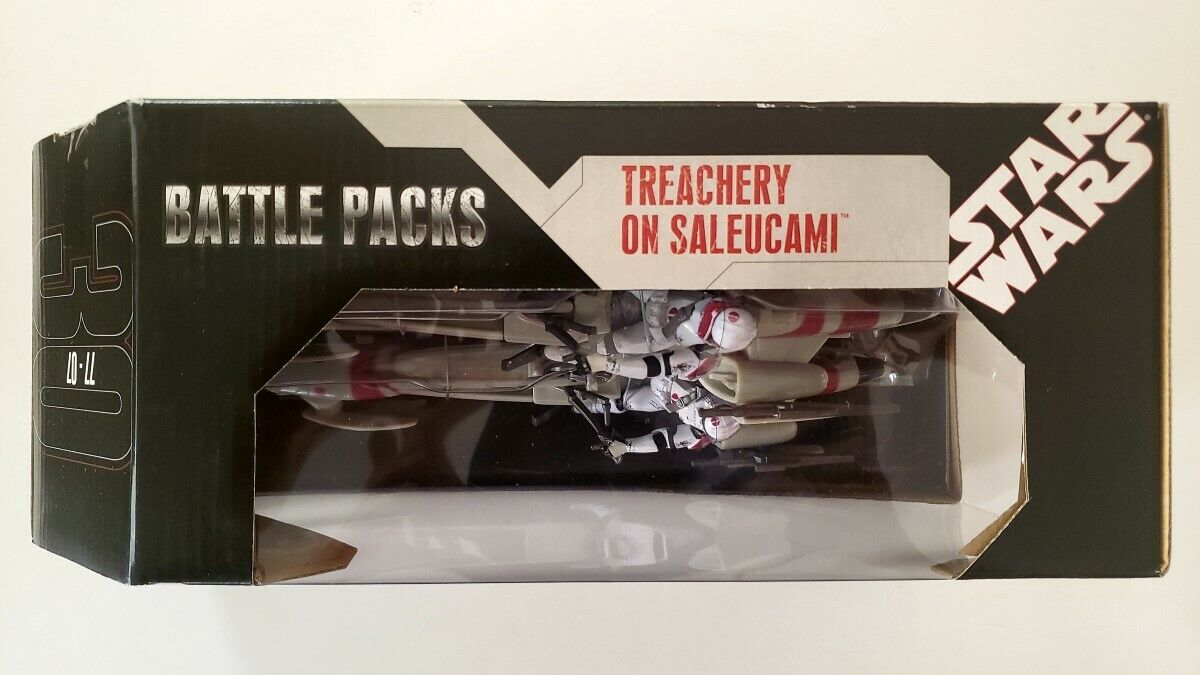 BATTLE PACKS
TREACHERY
ON SALEUCAMI™
STAR
WARS®
30
77 - 07